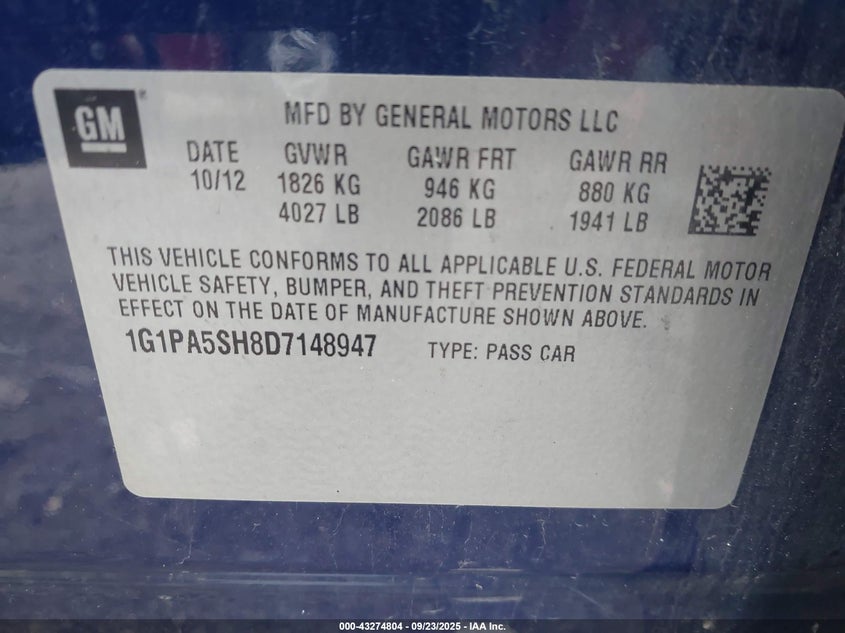 GM ®
MFD BY GENERAL MOTORS LLC
DATE GVWR GAWR FRT GAWR RR
10/12 1826 KG 946 KG 880 KG
4027 LB 2086 LB 1941 LB
THIS VEHICLE CONFORMS TO ALL APPLICABLE U.S. FEDERAL MOTOR
VEHICLE SAFETY, BUMPER, AND THEFT PREVENTION STANDARDS IN
EFFECT ON THE DATE OF MANUFACTURE SHOWN ABOVE.
1G1PA5SH8D7148947 TYPE: PASS CAR
000-43274804 - 09/23/2025 - IAA Inc.